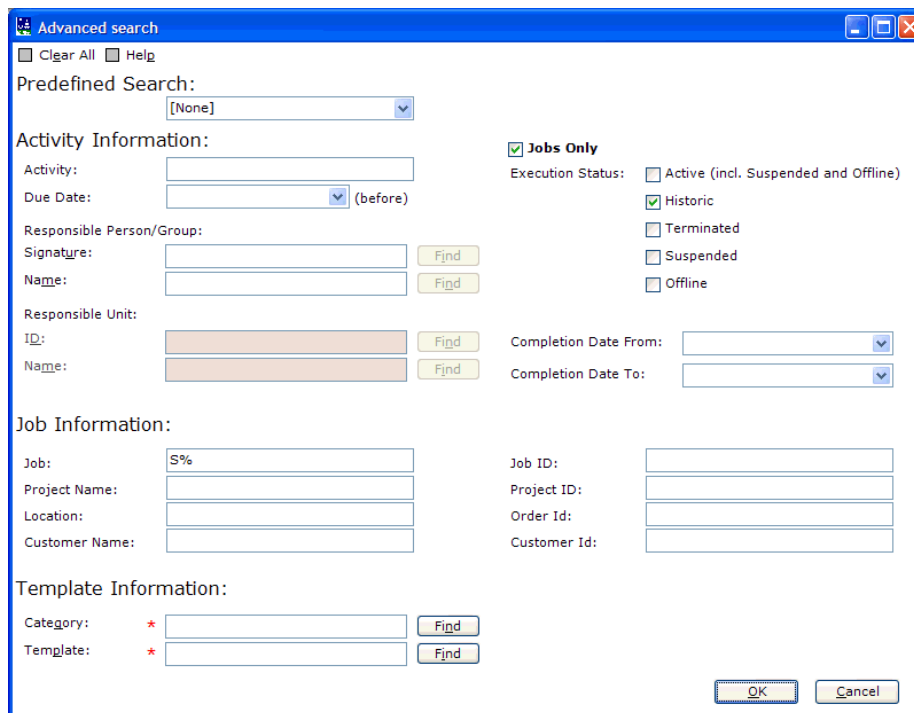 Advanced search
Clear All Help
Predefined Search:
[None]
Activity Information:
Jobs Only
Activity:
Execution Status: Active (incl. Suspended and Offline)
Due Date: (before)
Historic
Responsible Person/Group:
Terminated
Signature: Find
Suspended
Name: Find
Offline
Responsible Unit:
ID: Find
Completion Date From:
Name: Find
Completion Date To:
Job Information:
Job: S% Job ID:
Project Name: Project ID:
Location: Order Id:
Customer Name: Customer Id:
Template Information:
Category: * Find
Template: * Find
OK Cancel